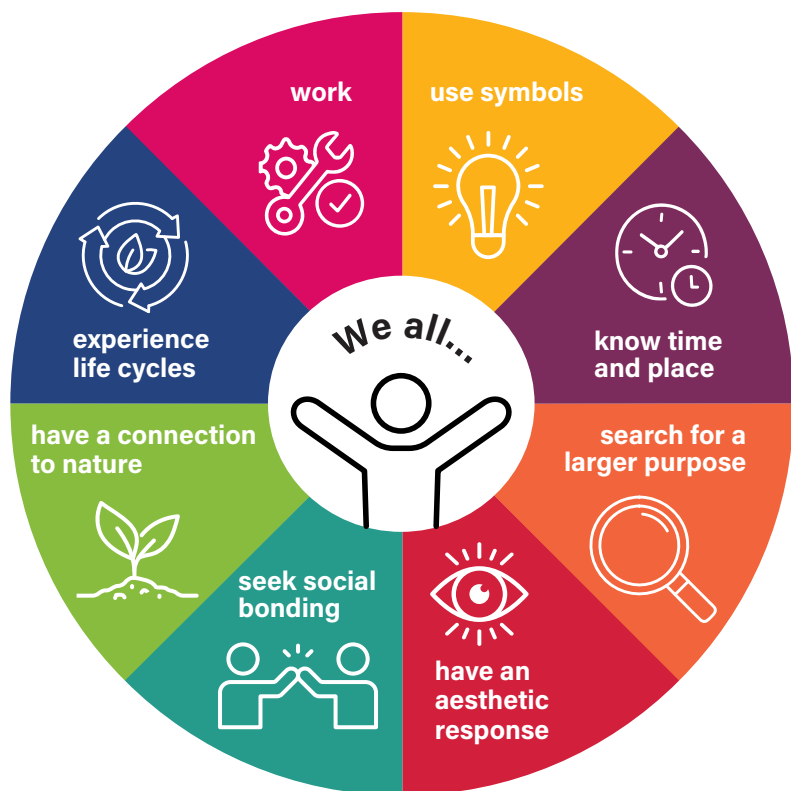 We all...
work
use symbols
know time
and place
search for a
larger purpose
have an
aesthetic
response
seek social
bonding
have a connection
to nature
experience
life cycles